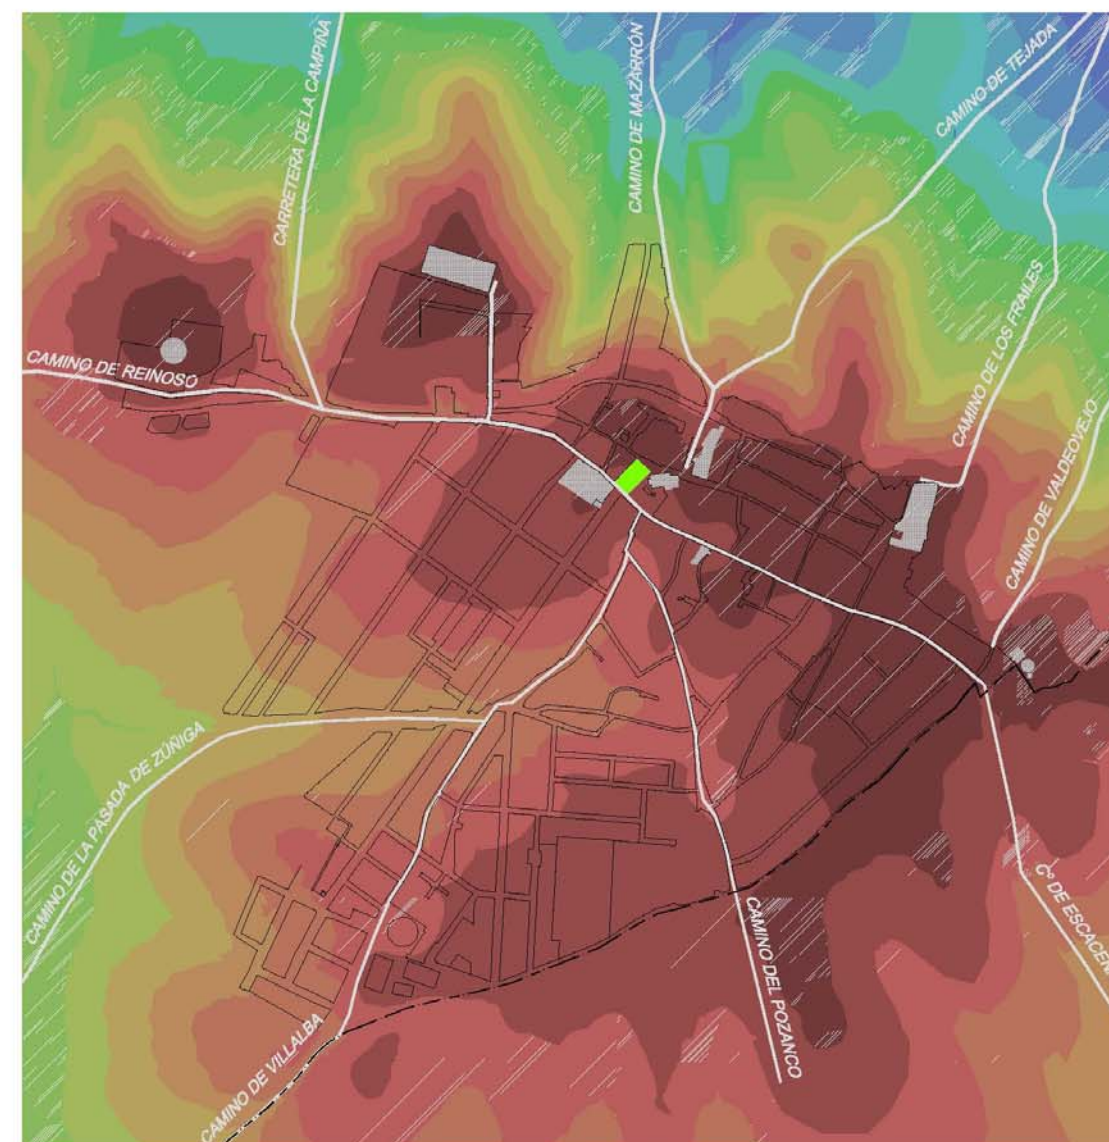 CARRETERA DE LA CAMPIÑA
CAMINO DE MAZARRÓN
CAMINO DE TEJADA
CAMINO DE LOS FRAILES
CAMINO DE REINOSO
CAMINO DE VALDEOVEJO
CAMINO DE LA PASADA DE ZÚÑIGA
Cº DE ESCACEN
CAMINO DEL POZANCO
CAMINO DE VILLALBA